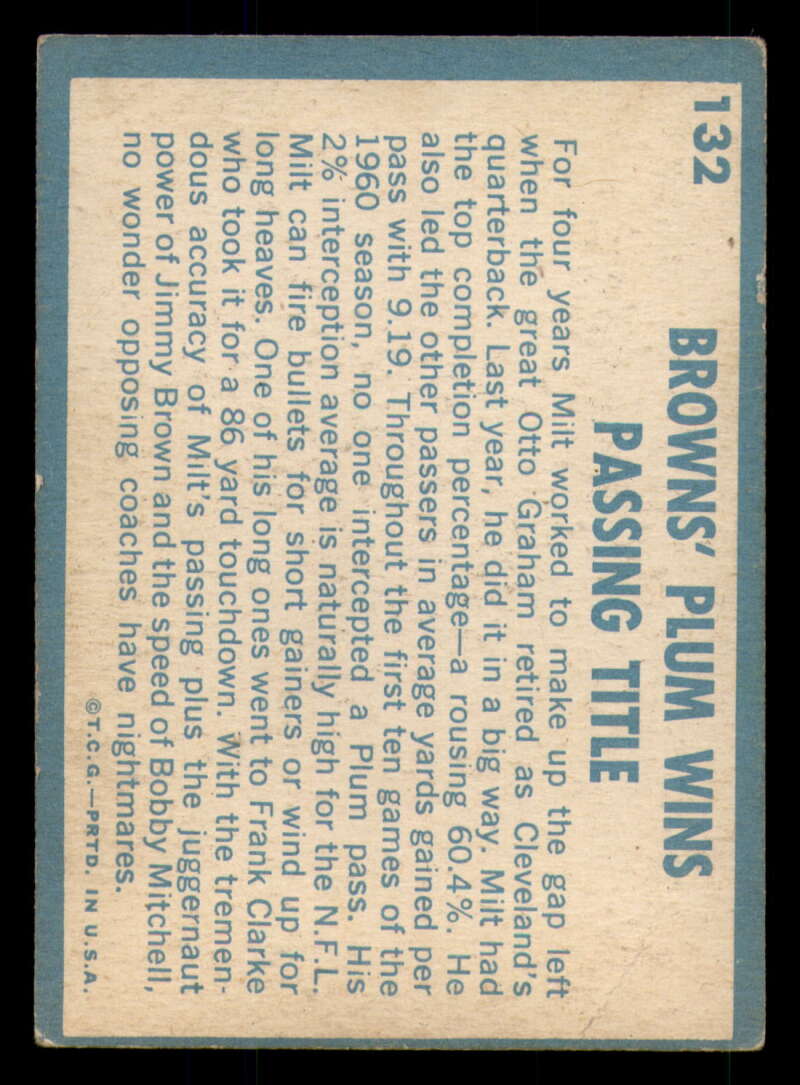 132
BROWNS' PLUM WINS
PASSING TITLE
For four years Milt worked to make up the gap left
when the great Otto Graham retired as Cleveland's
quarterback. Last year, he did it in a big way. Milt had
the top completion percentage—a rousing 60.4%. He
also led the other passers in average yards gained per
pass with 9.19. Throughout the first ten games of the
1960 season, no one intercepted a Plum pass. His
2% interception average is naturally high for the N.F.L.
Milt can fire bullets for short gainers or wind up for
long heaves. One of his long ones went to Frank Clarke
who took it for a 86 yard touchdown. With the tremen-
dous accuracy of Milt's passing plus the juggernaut
power of Jimmy Brown and the speed of Bobby Mitchell,
no wonder opposing coaches have nightmares.
©T.C.G.—PRTD. IN U.S.A.